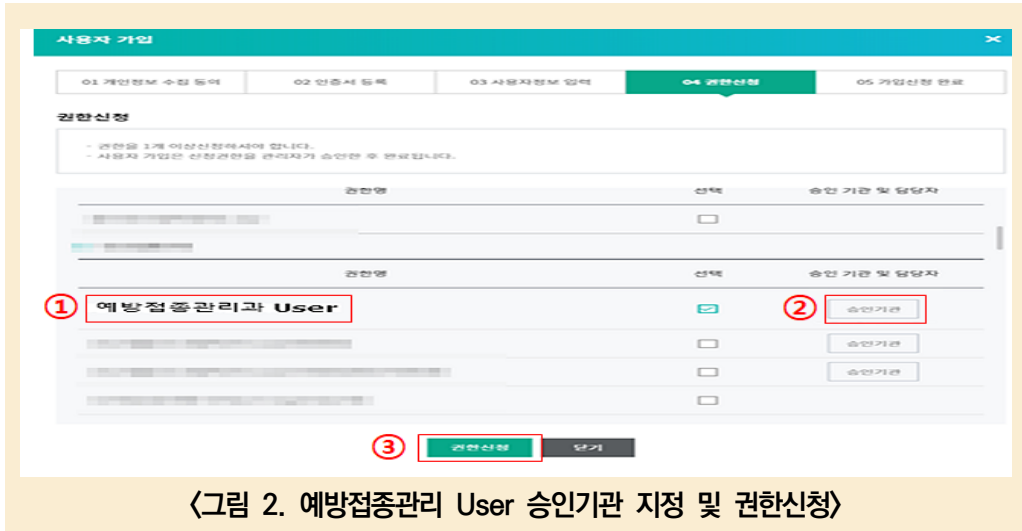 사용자 가입
01 개인정보 수집 동의 02 인증서 등록 03 사용자정보 입력 04 권한신청 05 가입신청 완료
권한신청
- 권한을 1개 이상신청하셔야 합니다.
- 사용자 가입은 신청권한을 관리자가 승인한 후 완료됩니다.
권한명 선택 승인 기관 및 담당자
권한명 선택 승인 기관 및 담당자
① 예방접종관리과 User ② 승인기관
승인기관
승인기관
③ 권한신청 닫기
〈그림 2. 예방접종관리 User 승인기관 지정 및 권한신청〉